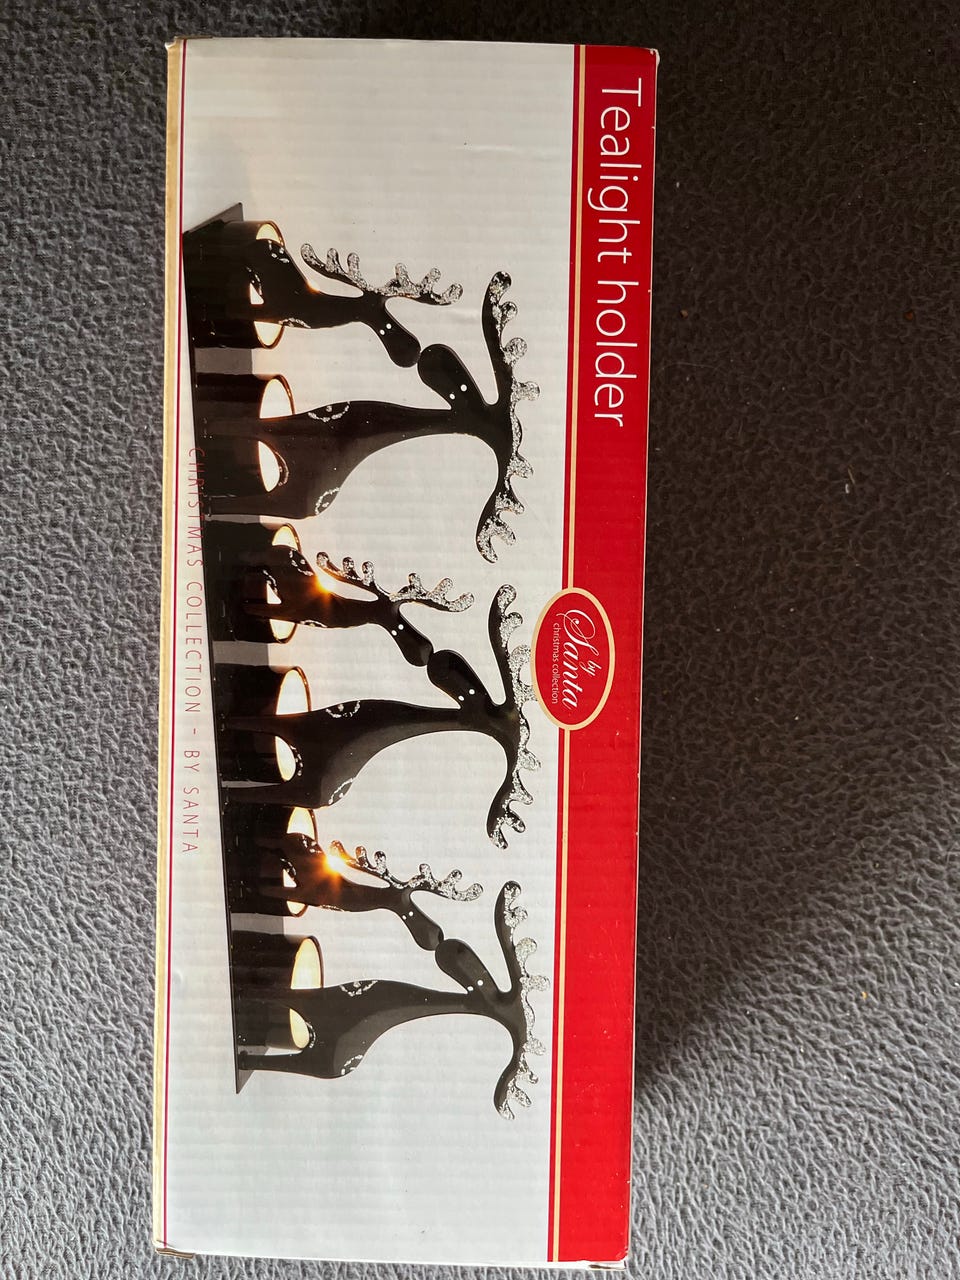 Tealight holder
by
Santa
christmas collection
CHRISTMAS COLLECTION - BY SANTA